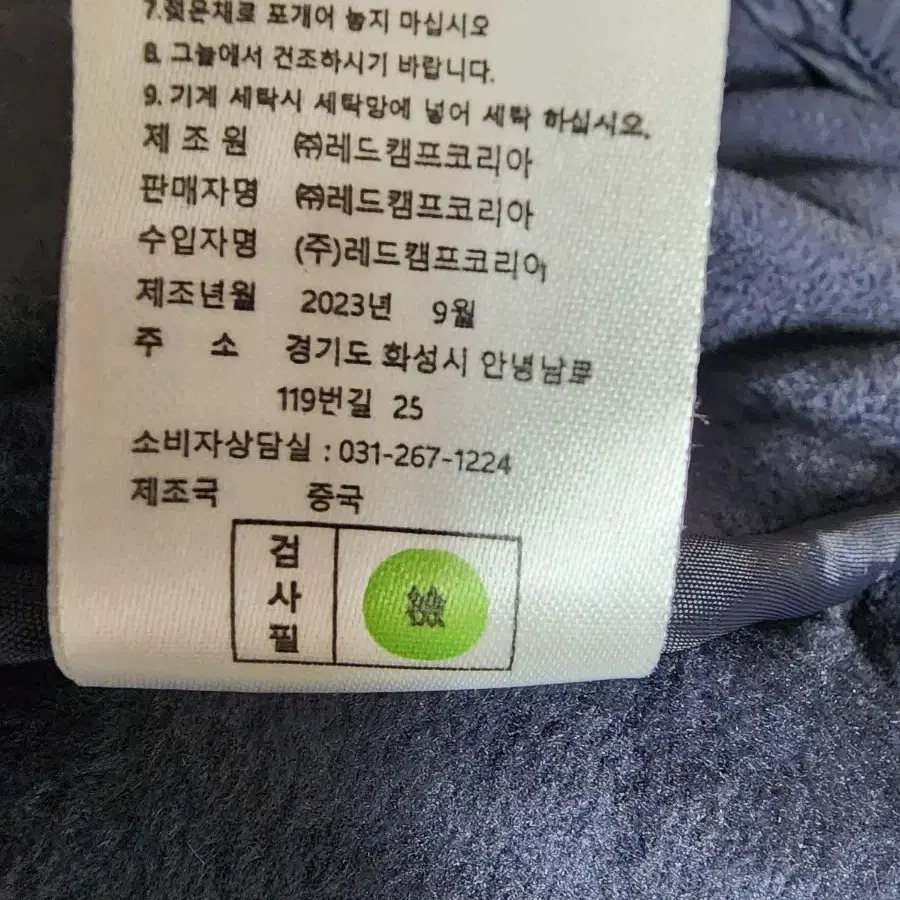 7.젖은채로 포개어 놓지 마십시오
8. 그늘에서 건조하시기 바랍니다.
9. 기계 세탁시 세탁망에 넣어 세탁 하십시오.
제 조 원 ㈜레드캠프코리아
판매자명 ㈜레드캠프코리아
수입자명 (주)레드캠프코리아
제조년월 2023년 9월
주 소 경기도 화성시 안녕남로
119번길 25
소비자상담실 : 031-267-1224
제조국 중국
검사필 檢